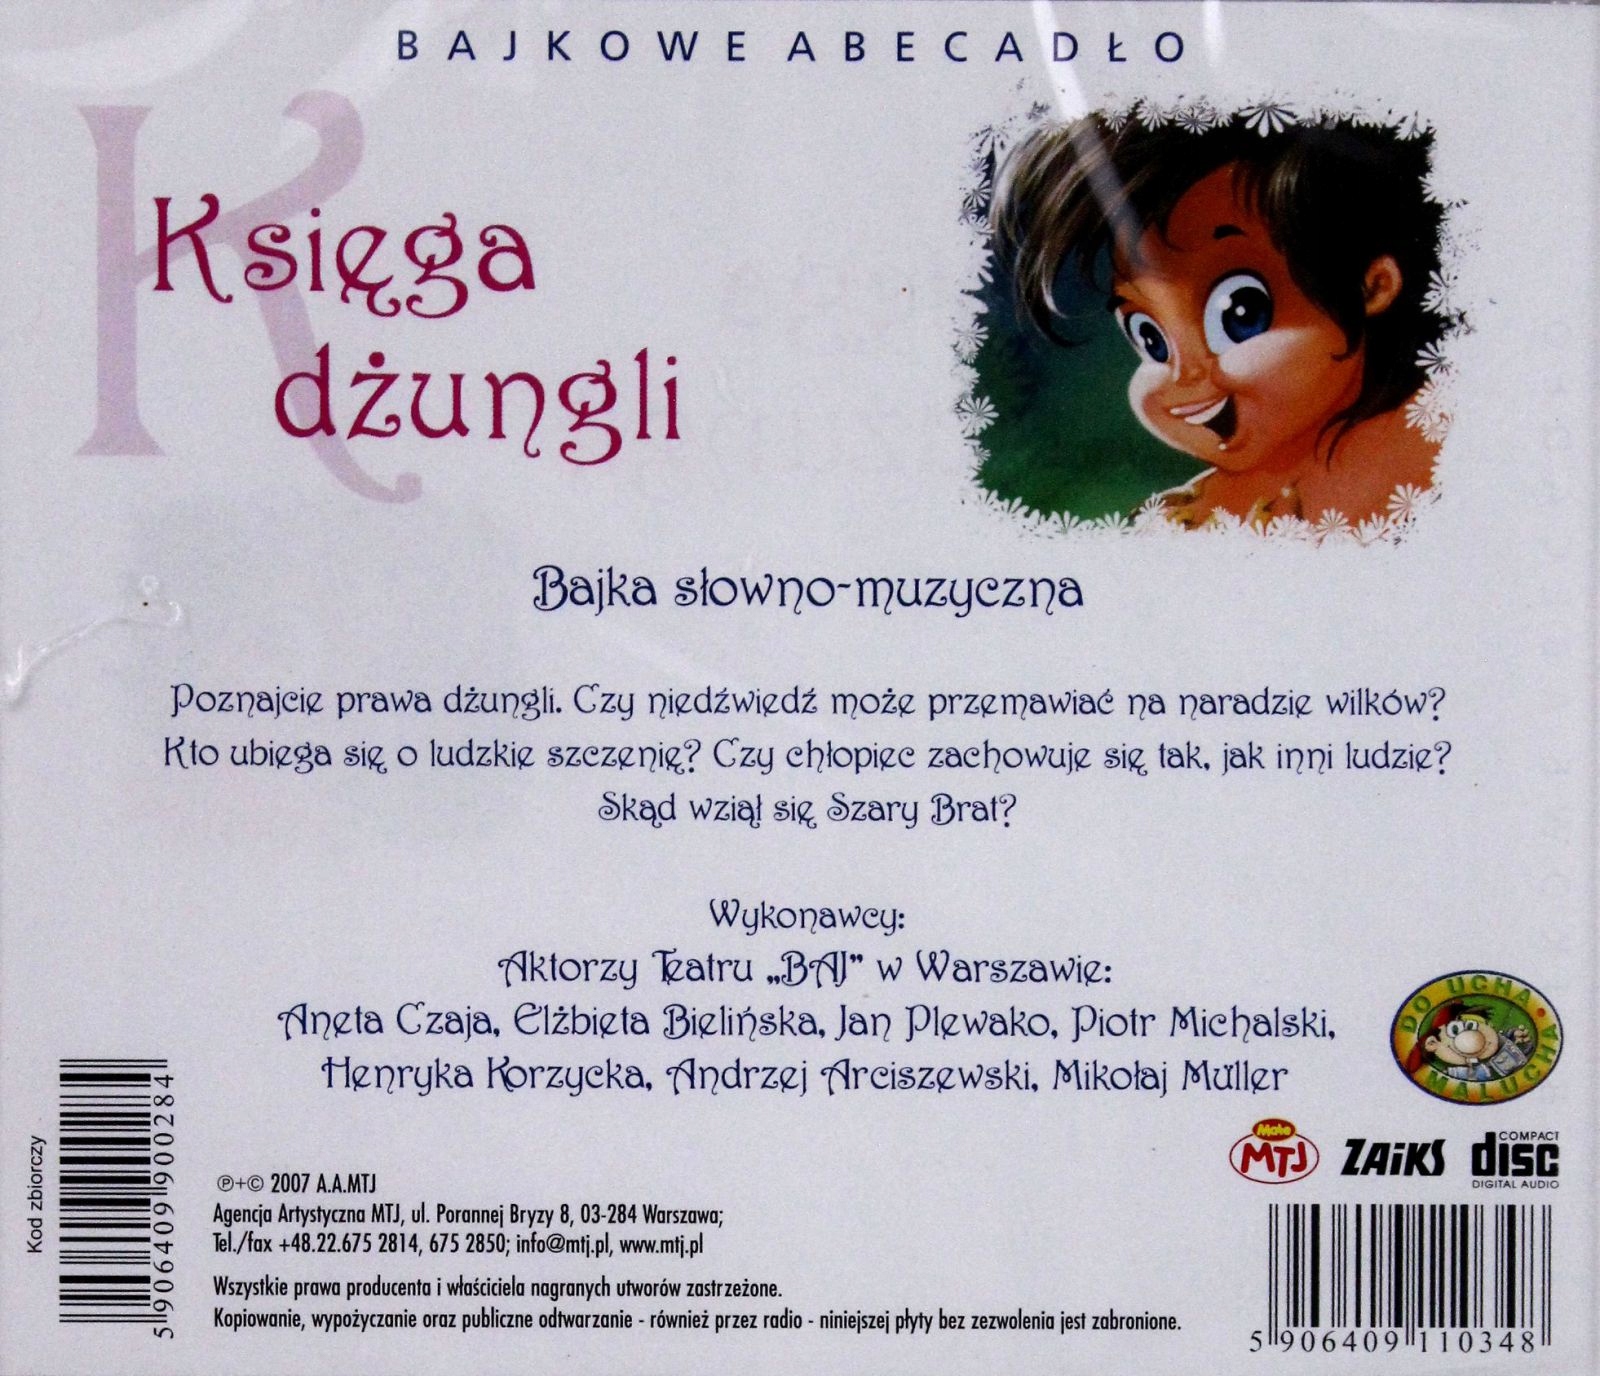 BAJKOWE ABECADŁO
K
Księga
dżungli
Bajka słowno-muzyczna
Poznajcie prawa dżungli. Czy niedźwiedź może przemawiać na naradzie wilków?
Kto ubiega się o ludzkie szczenię? Czy chłopiec zachowuje się tak, jak inni ludzie?
Skąd wziął się Szary Brat?
Wykonawcy:
Aktorzy Teatru „BAJ” w Warszawie:
Aneta Czaja, Elżbieta Bielińska, Jan Plewako, Piotr Michalski,
Henryka Korzycka, Andrzej Arciszewski, Mikołaj Müller
DO UCHA • MALUCHA
Małe
MTJ
ZAiKS
COMPACT
disc
DIGITAL AUDIO
Kod zbiorczy
5906409900284
℗+© 2007 A.A.MTJ
Agencja Artystyczna MTJ, ul. Porannej Bryzy 8, 03-284 Warszawa;
Tel./fax +48.22.675 2814, 675 2850; info@mtj.pl, www.mtj.pl
Wszystkie prawa producenta i właściciela nagranych utworów zastrzeżone.
Kopiowanie, wypożyczanie oraz publiczne odtwarzanie - również przez radio - niniejszej płyty bez zezwolenia jest zabronione.
5906409110348